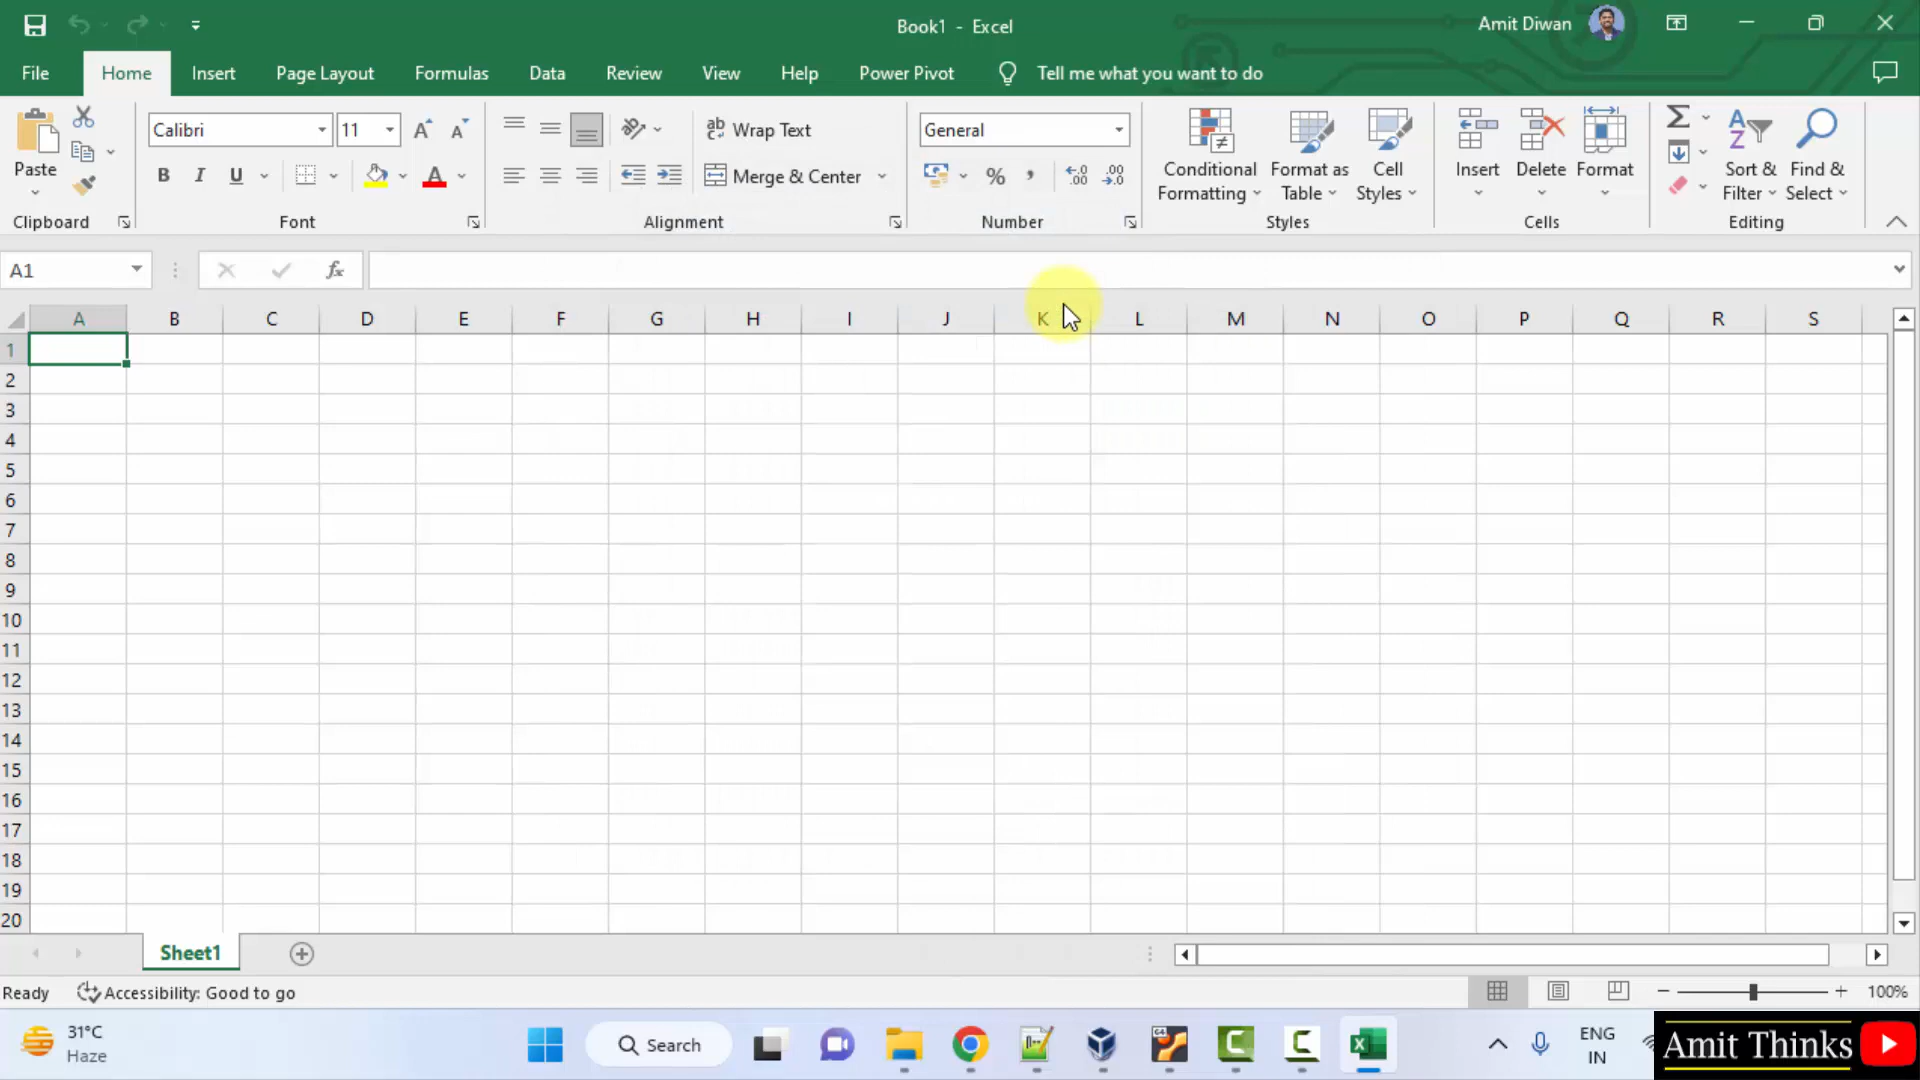 Book1 - Excel
Amit Diwan
File Home Insert Page Layout Formulas Data Review View Help Power Pivot Tell me what you want to do
Calibri 11 Wrap Text General
Paste B I U Merge & Center % Conditional Formatting Format as Table Cell Styles Insert Delete Format Sort & Filter Find & Select
Clipboard Font Alignment Number Styles Cells Editing
A1 fx
A B C D E F G H I J K L M N O P Q R S
1
2
3
4
5
6
7
8
9
10
11
12
13
14
15
16
17
18
19
20
Sheet1
Ready Accessibility: Good to go 100%
31°C
Haze
Search
ENG
IN
Amit Thinks